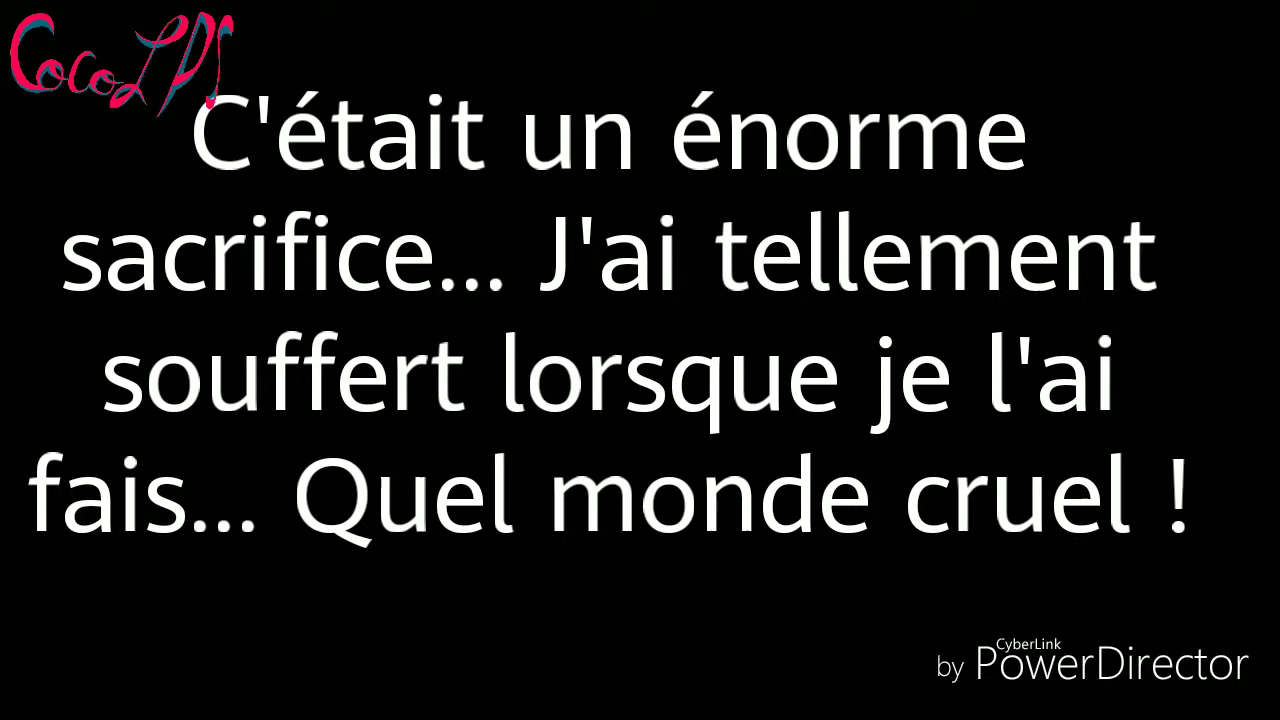 CocoLPS
C'était un énorme
sacrifice... J'ai tellement
souffert lorsque je l'ai
fais... Quel monde cruel !
by CyberLink PowerDirector